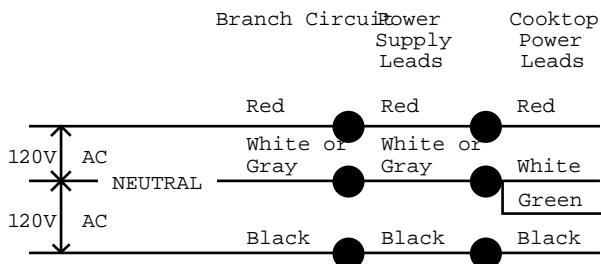 Branch Circuit Power Supply Leads Cooktop Power Leads
Red Red Red
120V AC
White or Gray White or Gray White
NEUTRAL
Green
120V AC
Black Black Black